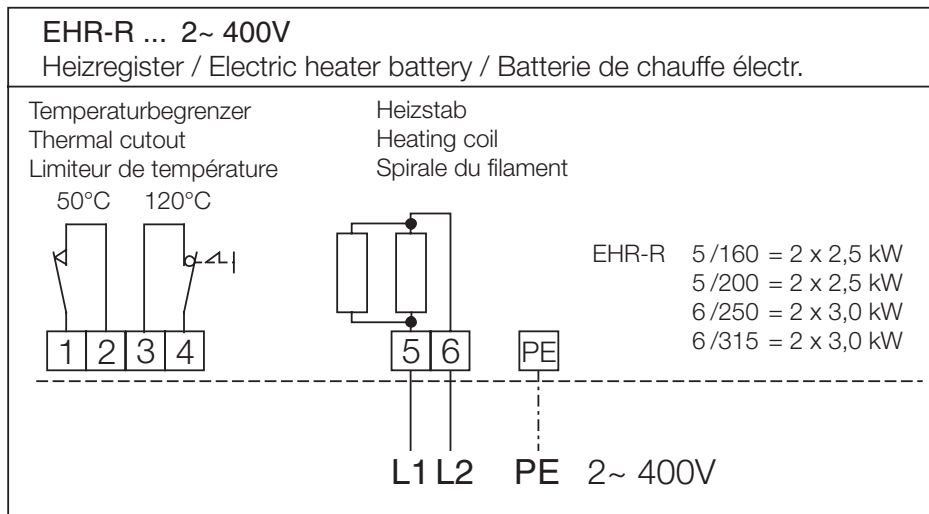 EHR-R ... 2~ 400V
Heizregister / Electric heater battery / Batterie de chauffe électr.
Temperaturbegrenzer
Thermal cutout
Limiteur de température
50°C 120°C
Heizstab
Heating coil
Spirale du filament
EHR-R 5/160 = 2 x 2,5 kW
5/200 = 2 x 2,5 kW
6/250 = 2 x 3,0 kW
6/315 = 2 x 3,0 kW
1 2 3 4 5 6 PE
L1 L2 PE 2~ 400V